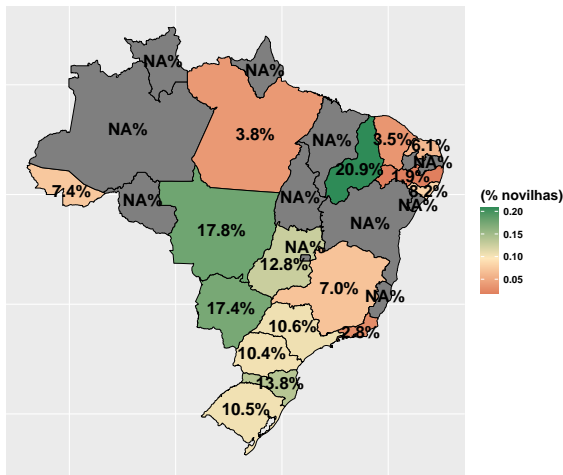 NA%
NA%
NA%
3.8%
NA%
3.5%
6.1%
NA%
20.9%
1.9%
8.2%
NA%
7.4%
NA%
NA%
NA%
17.8%
NA%
12.8%
7.0%
NA%
17.4%
10.6%
2.8%
10.4%
13.8%
10.5%
(% novilhas)
0.20
0.15
0.10
0.05